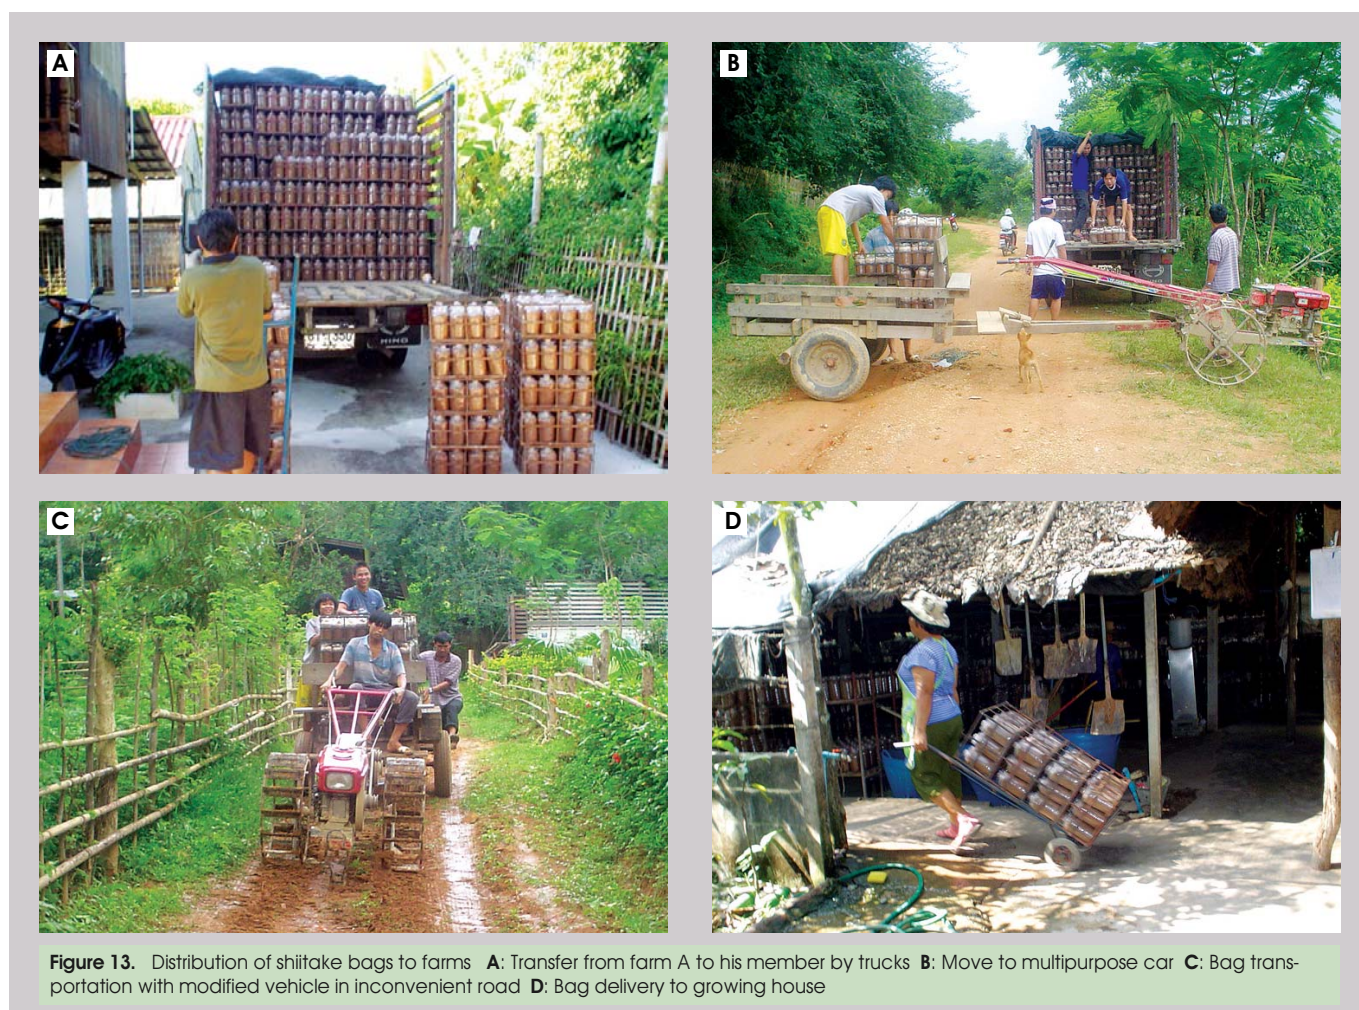 A
B
HINO
C
D
Figure 13. Distribution of shiitake bags to farms A: Transfer from farm A to his member by trucks B: Move to multipurpose car C: Bag trans-
portation with modified vehicle in inconvenient road D: Bag delivery to growing house